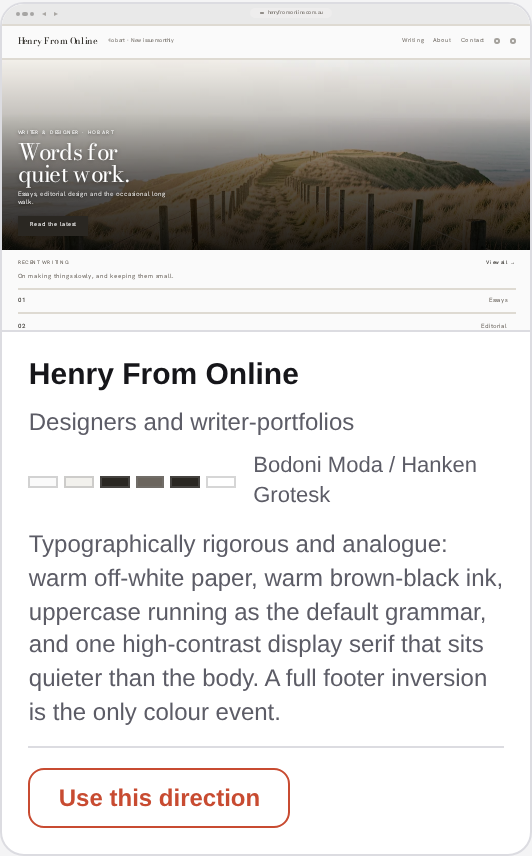 henryfromonline.com.au
Henry From Online
Hobart · New issue monthly
Writing
About
Contact
WRITER & DESIGNER · HOBART
Words for
quiet work.
Essays, editorial design and the occasional long
walk.
Read the latest
RECENT WRITING
View all →
On making things slowly, and keeping them small.
01
Essays
02
Editorial
Henry From Online
Designers and writer-portfolios
Bodoni Moda / Hanken
Grotesk
Typographically rigorous and analogue:
warm off-white paper, warm brown-black ink,
uppercase running as the default grammar,
and one high-contrast display serif that sits
quieter than the body. A full footer inversion
is the only colour event.
Use this direction